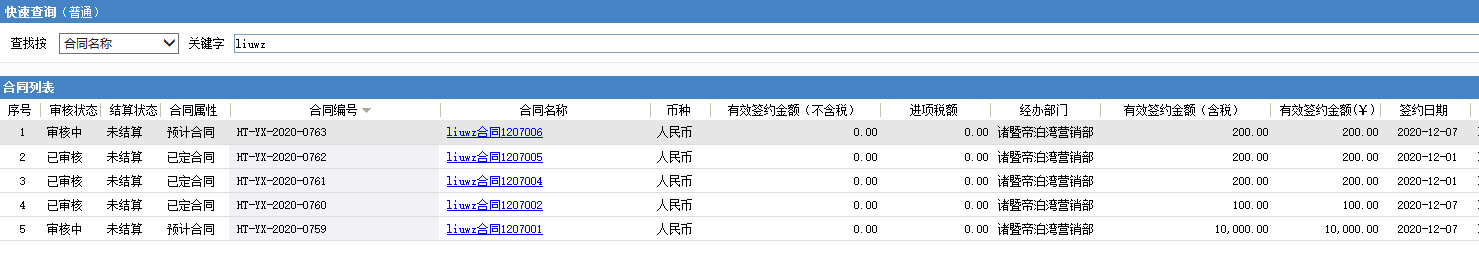 快速查询（普通）
查找按 合同名称 关键字 liuwz
合同列表
序号 审核状态 结算状态 合同属性 合同编号 合同名称 币种 有效签约金额（不含税） 进项税额 经办部门 有效签约金额（含税） 有效签约金额(￥) 签约日期
1 审核中 未结算 预计合同 HT-YX-2020-0763 liuwz合同1207006 人民币 0.00 0.00 诸暨帝泊湾营销部 200.00 200.00 2020-12-07
2 已审核 未结算 已定合同 HT-YX-2020-0762 liuwz合同1207005 人民币 0.00 0.00 诸暨帝泊湾营销部 200.00 200.00 2020-12-01
3 已审核 未结算 已定合同 HT-YX-2020-0761 liuwz合同1207004 人民币 0.00 0.00 诸暨帝泊湾营销部 200.00 200.00 2020-12-01
4 已审核 未结算 已定合同 HT-YX-2020-0760 liuwz合同1207002 人民币 0.00 0.00 诸暨帝泊湾营销部 100.00 100.00 2020-12-07
5 审核中 未结算 预计合同 HT-YX-2020-0759 liuwz合同1207001 人民币 0.00 0.00 诸暨帝泊湾营销部 10,000.00 10,000.00 2020-12-07